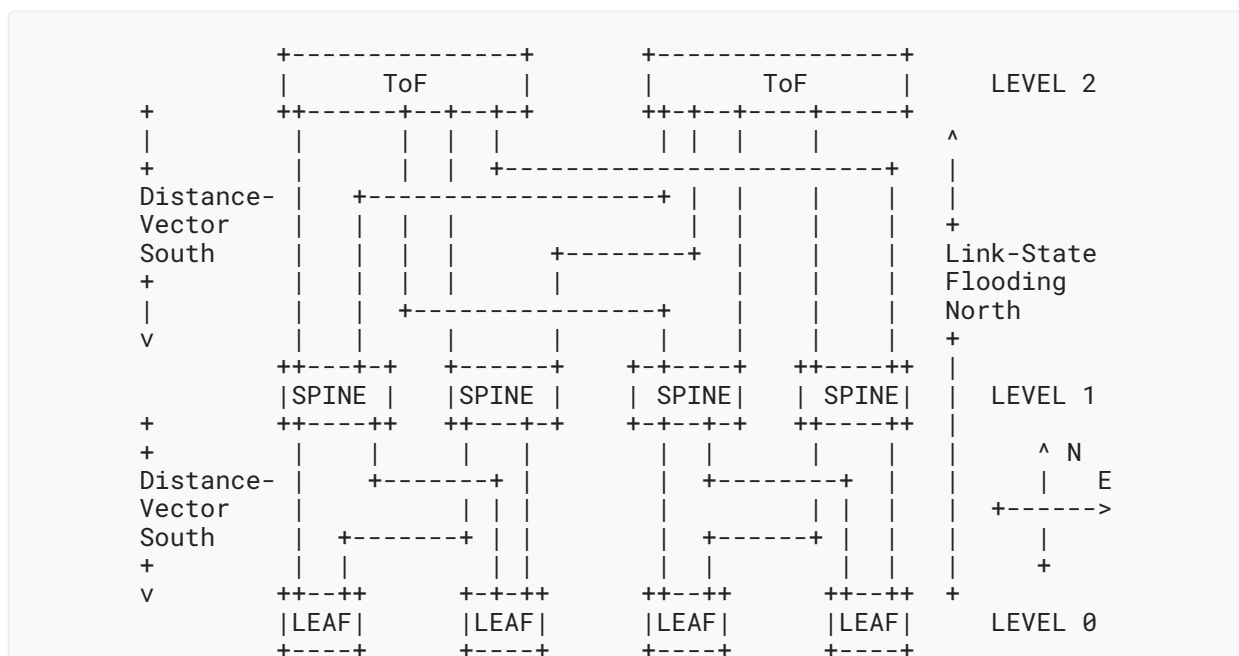 ToF ToF LEVEL 2
Distance-
Vector
South Link-State
Flooding
North
SPINE SPINE SPINE SPINE LEVEL 1
N
Distance- E
Vector
South
LEAF LEAF LEAF LEAF LEVEL 0